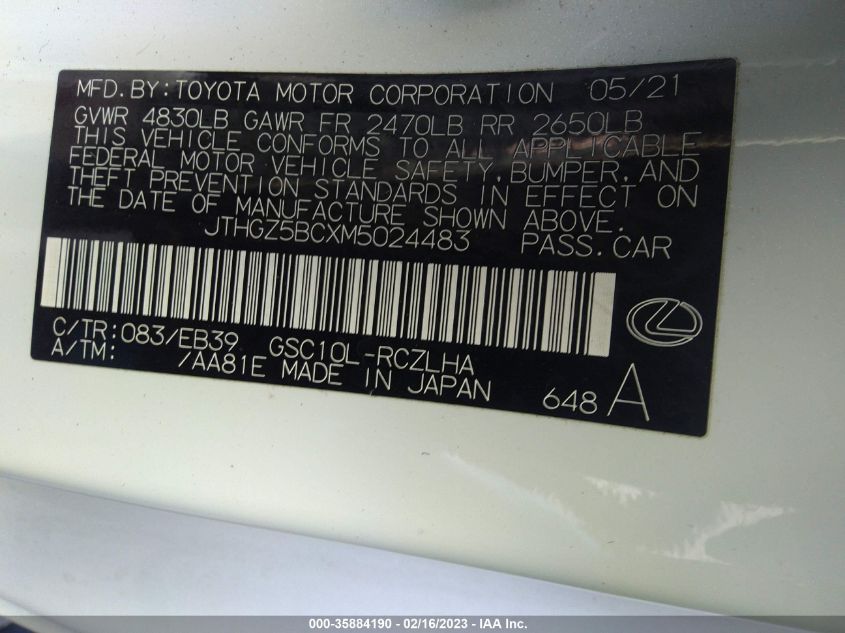 MFD. BY: TOYOTA MOTOR CORPORATION 05/21
GVWR 4830LB GAWR FR 2470LB RR 2650LB
THIS VEHICLE CONFORMS TO ALL APPLICABLE
FEDERAL MOTOR VEHICLE SAFETY, BUMPER, AND
THEFT PREVENTION STANDARDS IN EFFECT ON
THE DATE OF MANUFACTURE SHOWN ABOVE.
JTHGZ5BCXM5024483 PASS. CAR
C/TR: 083/EB39 GSC10L-RCZLHA
A/TM: /AA81E MADE IN JAPAN
648 A
000-35884190 - 02/16/2023 - IAA Inc.